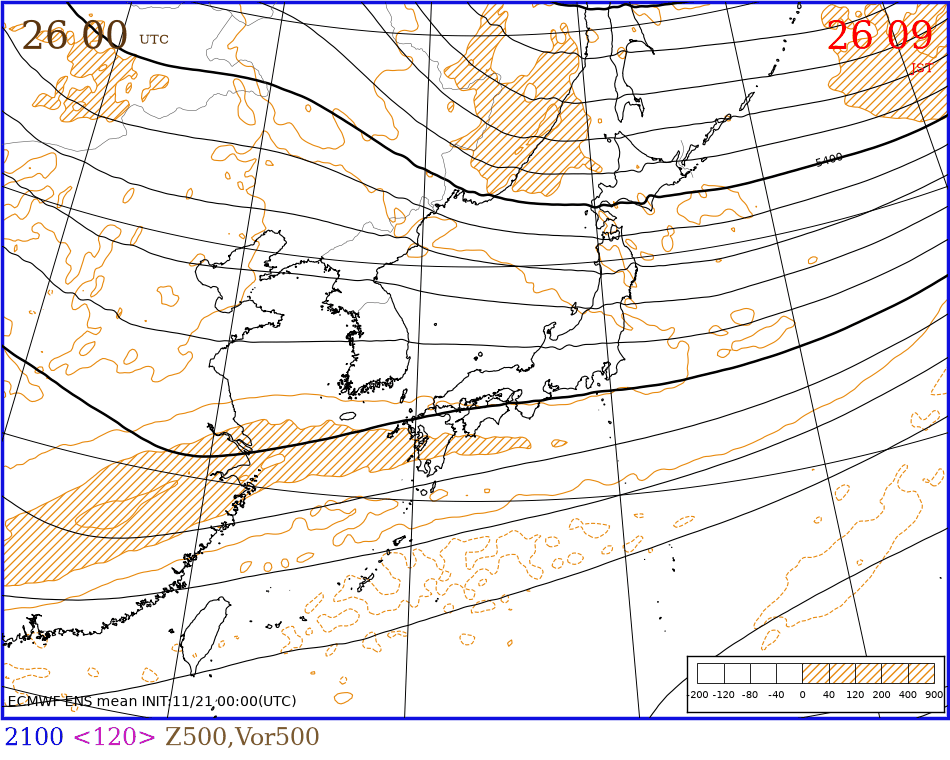 26 00 UTC
26 09
JST
5400
-200 -120 -80 -40 0 40 120 200 400 900
ECMWF ENS mean INIT:11/21 00:00(UTC)
2100 <120> Z500,Vor500